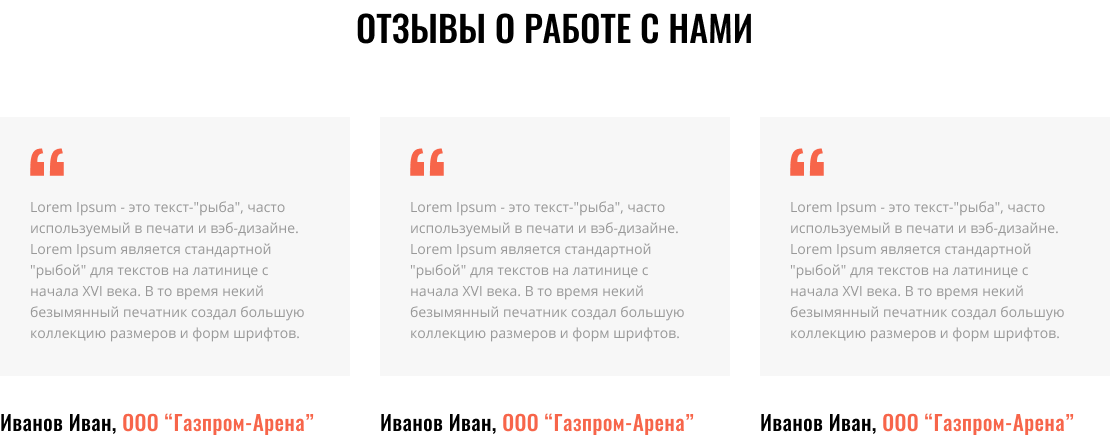 ОТЗЫВЫ О РАБОТЕ С НАМИ
Lorem Ipsum - это текст-"рыба", часто
используемый в печати и вэб-дизайне.
Lorem Ipsum является стандартной
"рыбой" для текстов на латинице с
начала XVI века. В то время некий
безымянный печатник создал большую
коллекцию размеров и форм шрифтов.
Иванов Иван, ООО “Газпром-Арена”
Lorem Ipsum - это текст-"рыба", часто
используемый в печати и вэб-дизайне.
Lorem Ipsum является стандартной
"рыбой" для текстов на латинице с
начала XVI века. В то время некий
безымянный печатник создал большую
коллекцию размеров и форм шрифтов.
Иванов Иван, ООО “Газпром-Арена”
Lorem Ipsum - это текст-"рыба", часто
используемый в печати и вэб-дизайне.
Lorem Ipsum является стандартной
"рыбой" для текстов на латинице с
начала XVI века. В то время некий
безымянный печатник создал большую
коллекцию размеров и форм шрифтов.
Иванов Иван, ООО “Газпром-Арена”